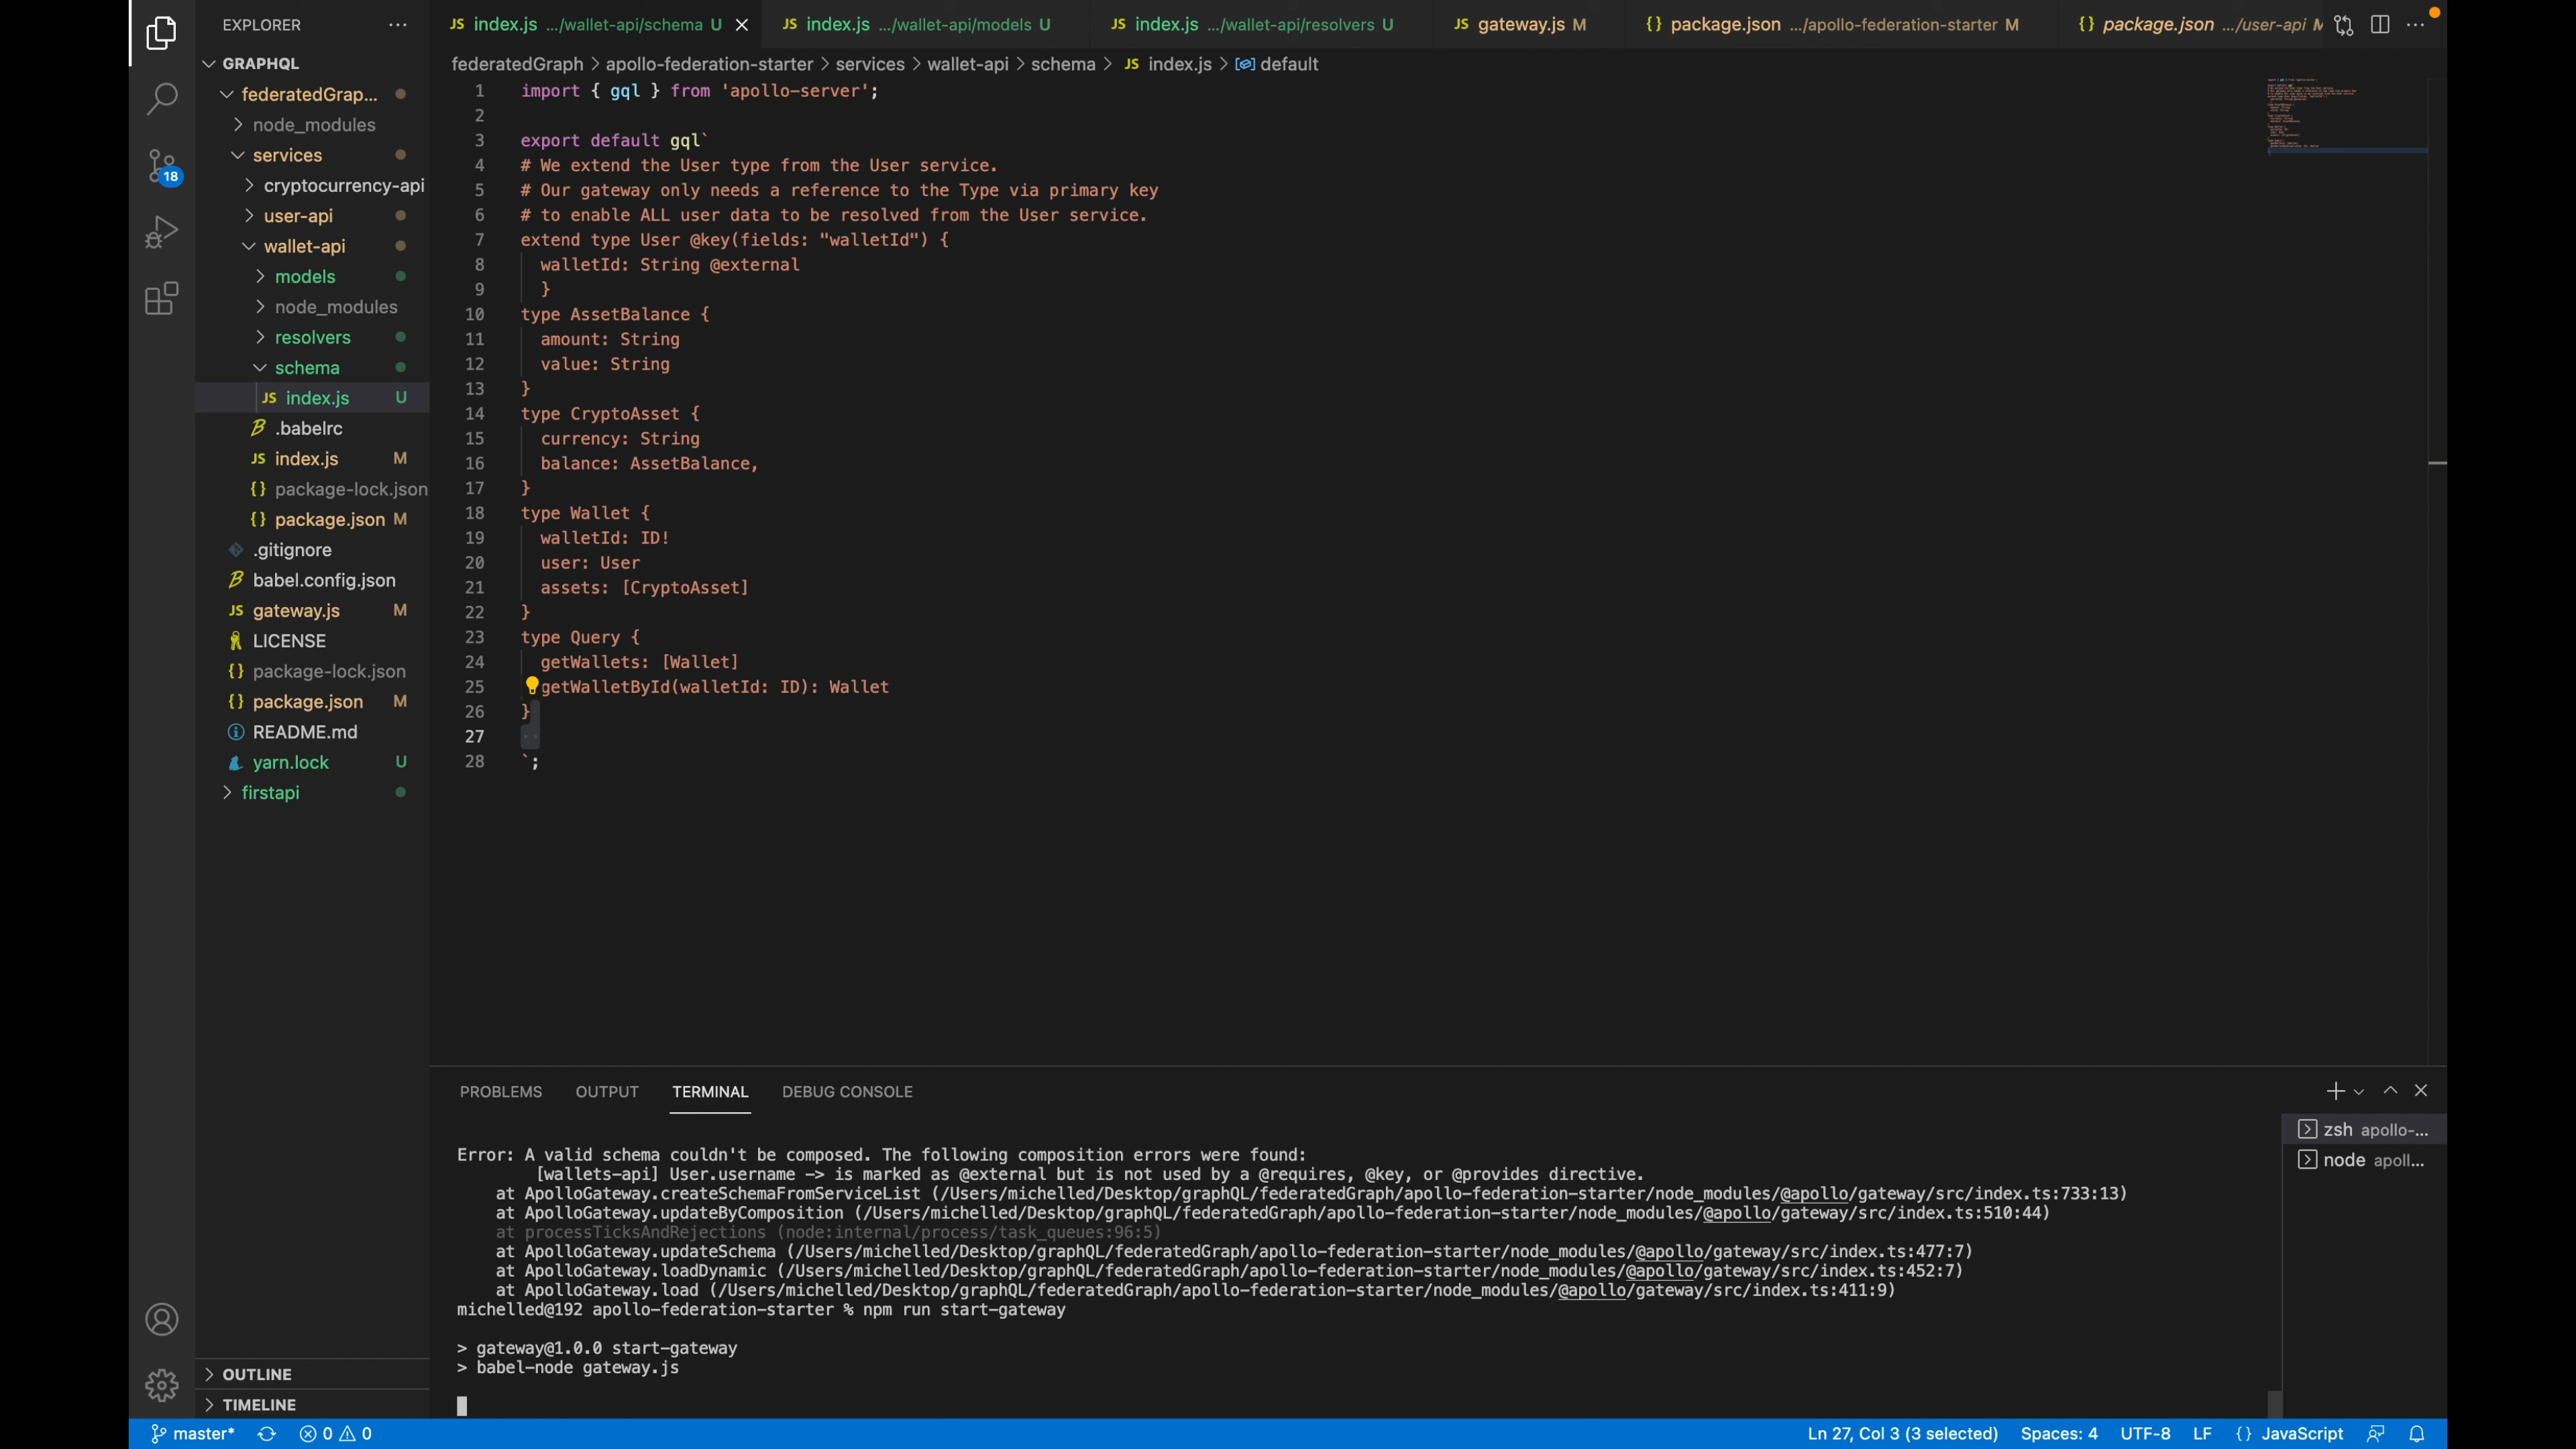 EXPLORER
GRAPHQL
federatedGrap...
node_modules
services
cryptocurrency-api
user-api
wallet-api
models
node_modules
resolvers
schema
JS index.js U
.babelrc
JS index.js M
{} package-lock.json
{} package.json M
.gitignore
babel.config.json
JS gateway.js M
LICENSE
{} package-lock.json
{} package.json M
README.md
yarn.lock U
firstapi
OUTLINE
TIMELINE
18
JS index.js .../wallet-api/schema U
JS index.js .../wallet-api/models U
JS index.js .../wallet-api/resolvers U
JS gateway.js M
{} package.json .../apollo-federation-starter M
{} package.json .../user-api M
federatedGraph > apollo-federation-starter > services > wallet-api > schema > JS index.js > default
1 import { gql } from 'apollo-server';
2
3 export default gql`
4 # We extend the User type from the User service.
5 # Our gateway only needs a reference to the Type via primary key
6 # to enable ALL user data to be resolved from the User service.
7 extend type User @key(fields: "walletId") {
8 walletId: String @external
9 }
10 type AssetBalance {
11 amount: String
12 value: String
13 }
14 type CryptoAsset {
15 currency: String
16 balance: AssetBalance,
17 }
18 type Wallet {
19 walletId: ID!
20 user: User
21 assets: [CryptoAsset]
22 }
23 type Query {
24 getWallets: [Wallet]
25 getWalletById(walletId: ID): Wallet
26 }
27
28 `;
PROBLEMS OUTPUT TERMINAL DEBUG CONSOLE
Error: A valid schema couldn't be composed. The following composition errors were found:
[wallets-api] User.username -> is marked as @external but is not used by a @requires, @key, or @provides directive.
at ApolloGateway.createSchemaFromServiceList (/Users/michelled/Desktop/graphQL/federatedGraph/apollo-federation-starter/node_modules/@apollo/gateway/src/index.ts:733:13)
at ApolloGateway.updateByComposition (/Users/michelled/Desktop/graphQL/federatedGraph/apollo-federation-starter/node_modules/@apollo/gateway/src/index.ts:510:44)
at processTicksAndRejections (node:internal/process/task_queues:96:5)
at ApolloGateway.updateSchema (/Users/michelled/Desktop/graphQL/federatedGraph/apollo-federation-starter/node_modules/@apollo/gateway/src/index.ts:477:7)
at ApolloGateway.loadDynamic (/Users/michelled/Desktop/graphQL/federatedGraph/apollo-federation-starter/node_modules/@apollo/gateway/src/index.ts:452:7)
at ApolloGateway.load (/Users/michelled/Desktop/graphQL/federatedGraph/apollo-federation-starter/node_modules/@apollo/gateway/src/index.ts:411:9)
michelled@192 apollo-federation-starter % npm run start-gateway
> gateway@1.0.0 start-gateway
> babel-node gateway.js
zsh apollo-...
node apoll...
master* 0 0 Ln 27, Col 3 (3 selected) Spaces: 4 UTF-8 LF {} JavaScript